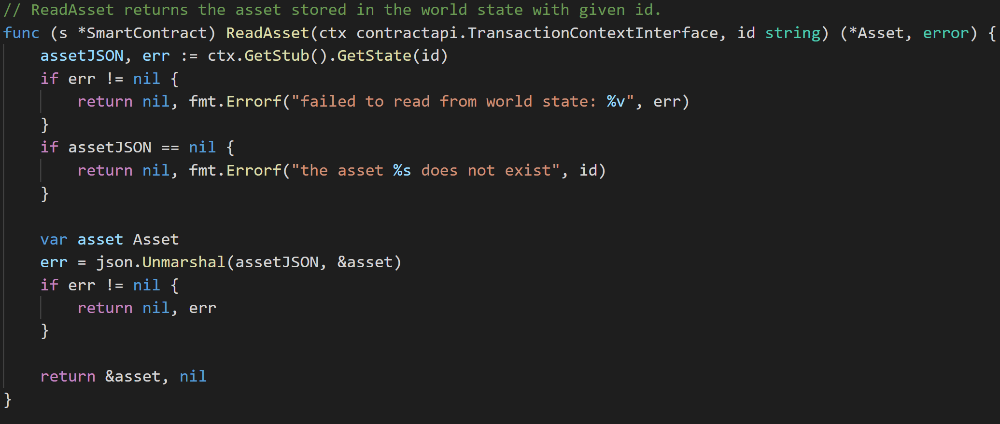 // ReadAsset returns the asset stored in the world state with given id.
func (s *SmartContract) ReadAsset(ctx contractapi.TransactionContextInterface, id string) (*Asset, error) {
    assetJSON, err := ctx.GetStub().GetState(id)
    if err != nil {
        return nil, fmt.Errorf("failed to read from world state: %v", err)
    }
    if assetJSON == nil {
        return nil, fmt.Errorf("the asset %s does not exist", id)
    }

    var asset Asset
    err = json.Unmarshal(assetJSON, &asset)
    if err != nil {
        return nil, err
    }

    return &asset, nil
}